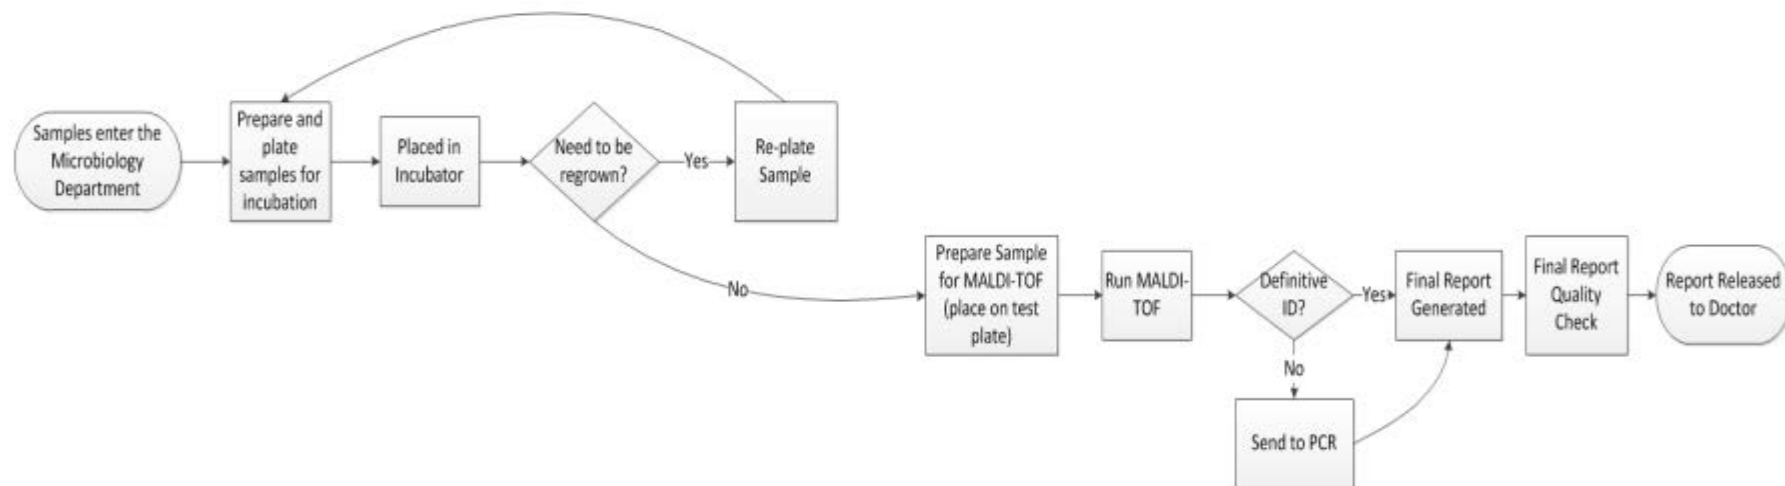 Samples enter the
Microbiology
Department
Prepare and
plate
samples for
incubation
Placed in
Incubator
Need to be
regrown?
Yes
Re-plate
Sample
No
Prepare Sample
for MALDI-TOF
(place on test
plate)
Run MALDI-
TOF
Definitive
ID?
Yes
No
Send to PCR
Final Report
Generated
Final Report
Quality
Check
Report Released
to Doctor